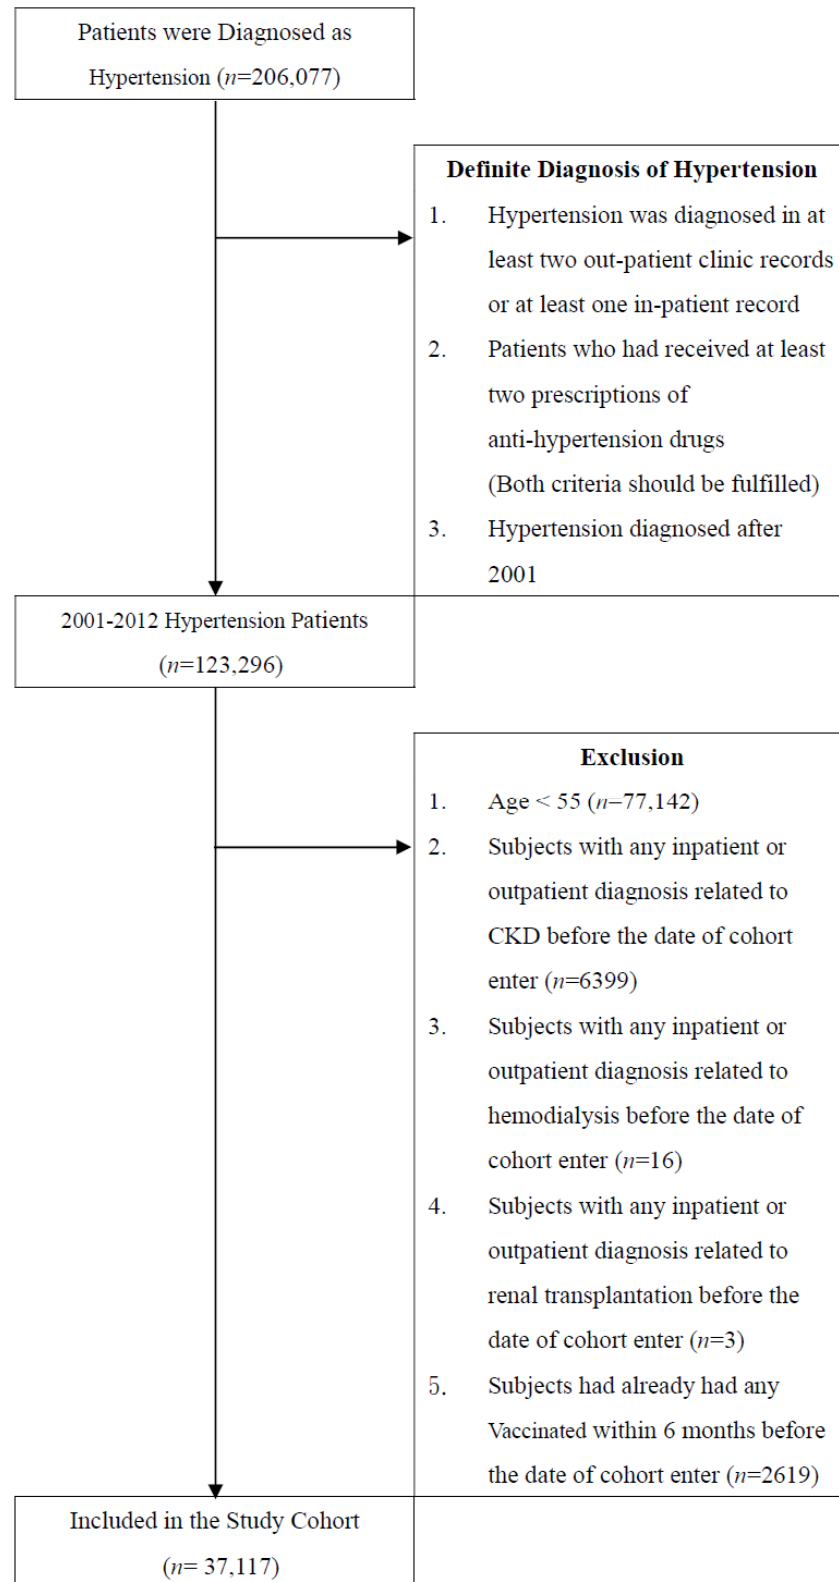 Patients were Diagnosed as
Hypertension (n=206,077)
Definite Diagnosis of Hypertension
1. Hypertension was diagnosed in at
least two out-patient clinic records
or at least one in-patient record
2. Patients who had received at least
two prescriptions of
anti-hypertension drugs
(Both criteria should be fulfilled)
3. Hypertension diagnosed after
2001
2001-2012 Hypertension Patients
(n=123,296)
Exclusion
1. Age < 55 (n=77,142)
2. Subjects with any inpatient or
outpatient diagnosis related to
CKD before the date of cohort
enter (n=6399)
3. Subjects with any inpatient or
outpatient diagnosis related to
hemodialysis before the date of
cohort enter (n=16)
4. Subjects with any inpatient or
outpatient diagnosis related to
renal transplantation before the
date of cohort enter (n=3)
5. Subjects had already had any
Vaccinated within 6 months before
the date of cohort enter (n=2619)
Included in the Study Cohort
(n= 37,117)